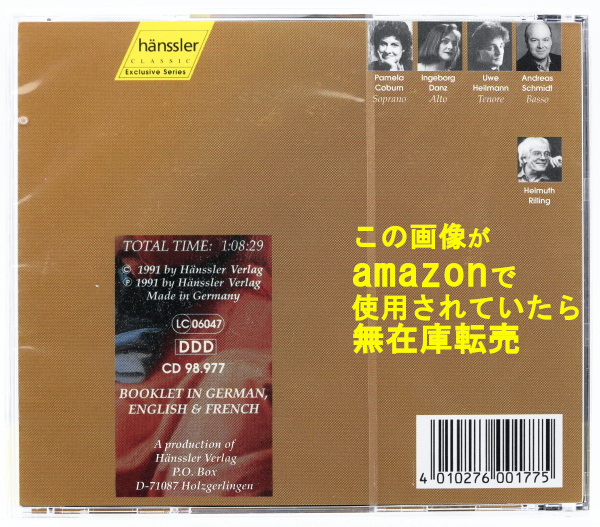 hänssler
CLASSIC
Exclusive Series
Pamela
Coburn
Soprano
Ingeborg
Danz
Alto
Uwe
Heilmann
Tenore
Andreas
Schmidt
Basso
Helmuth
Rilling
TOTAL TIME: 1:08:29
© 1991 by Hänssler Verlag
℗ 1991 by Hänssler Verlag
Made in Germany
LC 06047
DDD
CD 98.977
BOOKLET IN GERMAN,
ENGLISH & FRENCH
A production of
Hänssler Verlag
P.O. Box
D-71087 Holzgerlingen
この画像が
amazonで
使用されていたら
無在庫転売
4 010276 001775